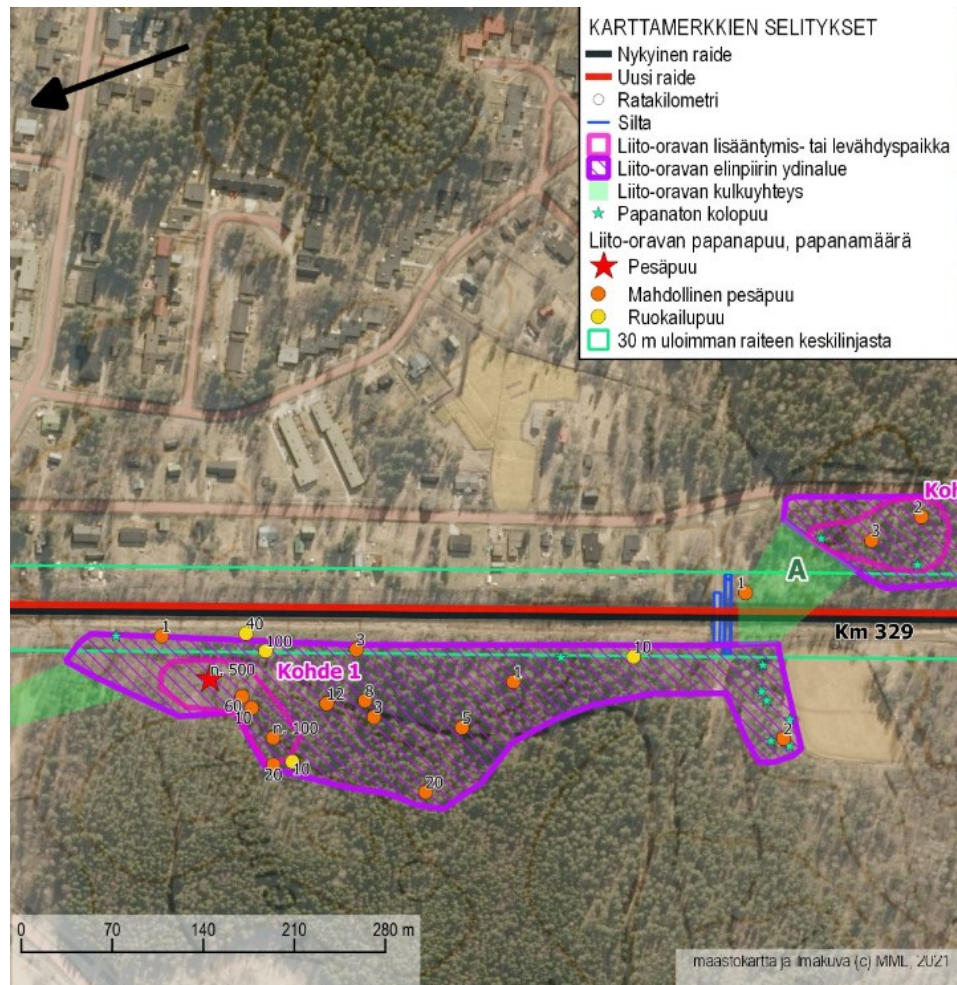 KARTTAMERKKIEN SELITYKSET
Nykyinen raide
Uusi raide
Ratakilometri
Silta
Liito-oravan lisääntymis- tai levähdyspaikka
Liito-oravan elinpiirin ydinalue
Liito-oravan kulkuyhteys
Papanaton kolopuu
Liito-oravan papanapuu, papanamäärä
Pesäpuu
Mahdollinen pesäpuu
Ruokailupuu
30 m uloimman raiteen keskilinjasta
Koh
2
3
A
1
Km 329
1
40
100
3
10
n. 500
Kohde 1
1
60
10
12
8
3
n. 100
5
2
20
10
20
0 70 140 210 280 m
maastokartta ja ilmakuva (c) MML, 2021